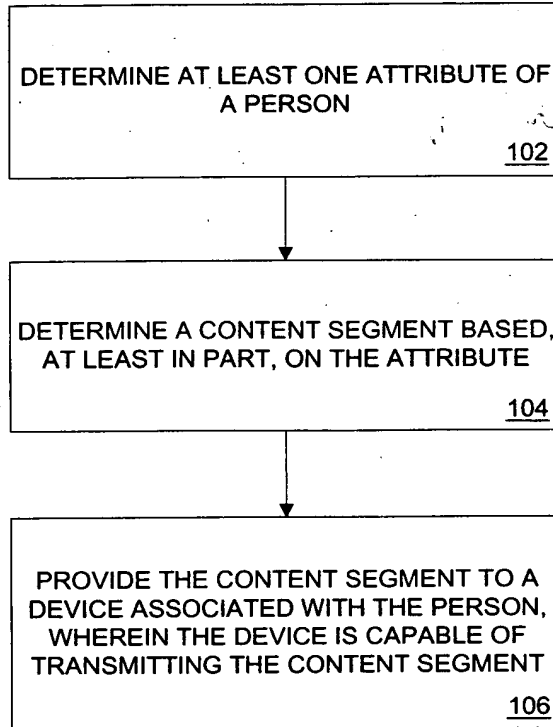 DETERMINE AT LEAST ONE ATTRIBUTE OF
A PERSON
102
DETERMINE A CONTENT SEGMENT BASED,
AT LEAST IN PART, ON THE ATTRIBUTE
104
PROVIDE THE CONTENT SEGMENT TO A
DEVICE ASSOCIATED WITH THE PERSON,
WHEREIN THE DEVICE IS CAPABLE OF
TRANSMITTING THE CONTENT SEGMENT
106